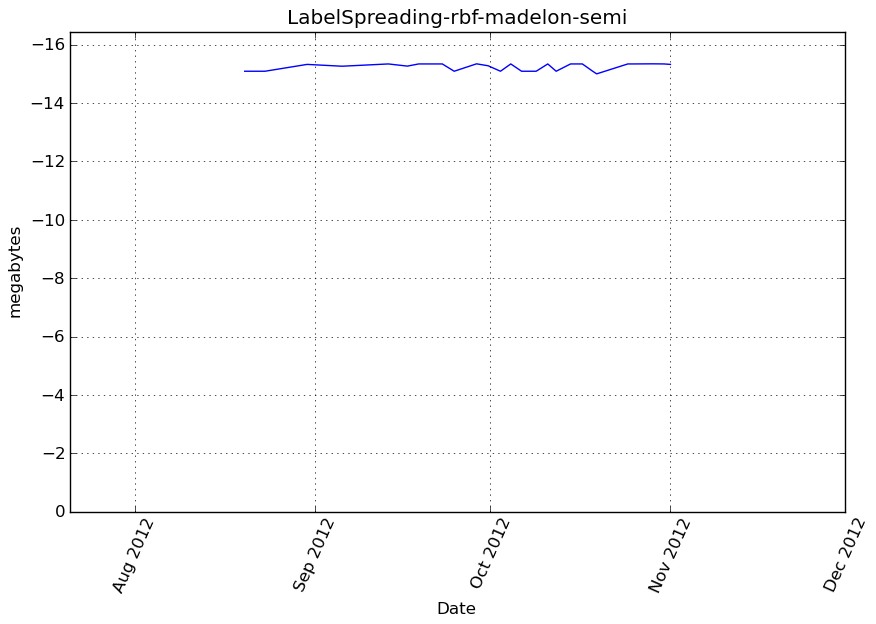 LabelSpreading-rbf-madelon-semi
−16
−14
−12
−10
−8
−6
−4
−2
0
megabytes
Aug 2012
Sep 2012
Oct 2012
Nov 2012
Dec 2012
Date